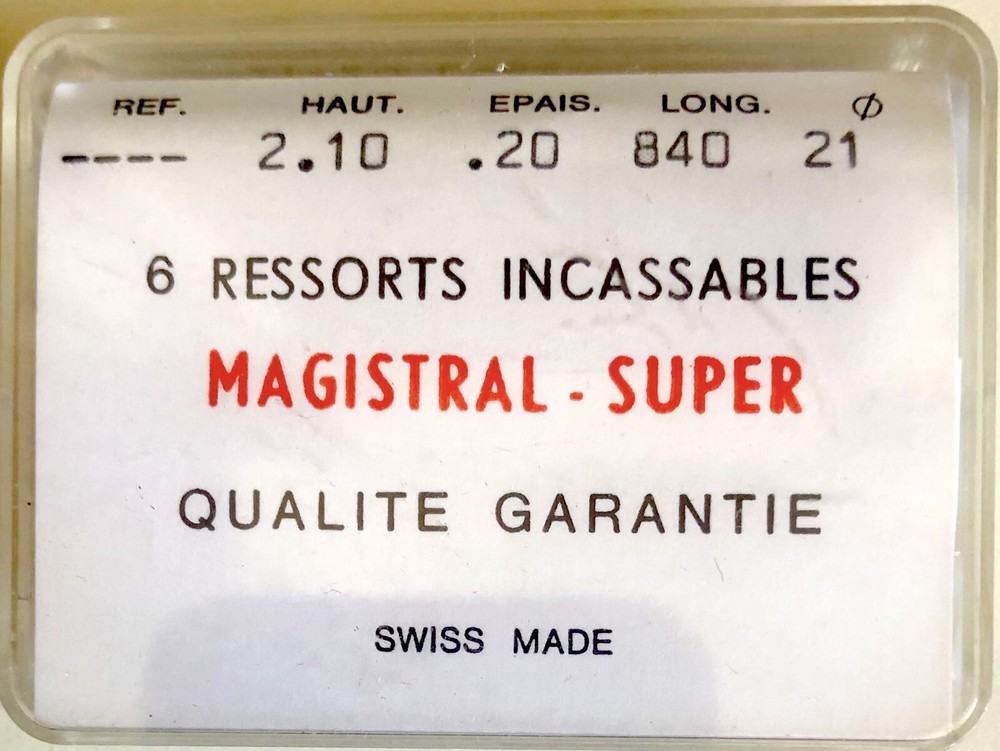 REF. HAUT. EPAIS. LONG. ⌀
---- 2.10 .20 840 21
6 RESSORTS INCASSABLES
MAGISTRAL - SUPER
QUALITE GARANTIE
SWISS MADE